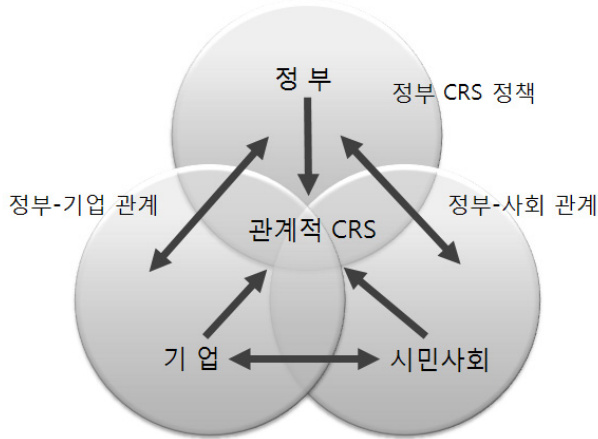 정 부
정부 CRS 정책
정부-기업 관계
정부-사회 관계
관계적 CRS
기 업
시민사회